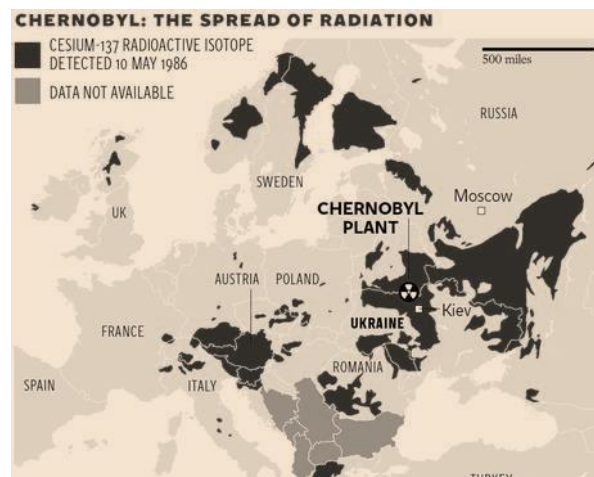 CHERNOBYL: THE SPREAD OF RADIATION
CESIUM-137 RADIOACTIVE ISOTOPE
DETECTED 10 MAY 1986
DATA NOT AVAILABLE
500 miles
RUSSIA
SWEDEN
UK
Moscow
CHERNOBYL
PLANT
AUSTRIA
POLAND
Kiev
UKRAINE
FRANCE
ROMANIA
ITALY
SPAIN
TURKEY